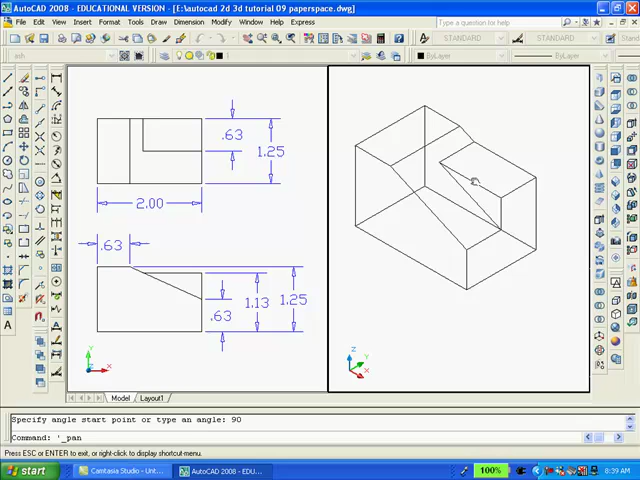 AutoCAD 2008 - EDUCATIONAL VERSION - [E:\autocad 2d 3d tutorial 09 paperspace.dwg]
File Edit View Insert Format Tools Draw Dimension Modify Window Help Express
Type a question for help
STANDARD STANDARD
ByLayer ByLayer
.63
1.25
2.00
.63
1.13
1.25
.63
Y
X
Z
Y
X
Model Layout1
Specify angle start point or type an angle: 90
Command: '_pan
Press ESC or ENTER to exit, or right-click to display shortcut-menu.
start Camtasia Studio - Unt... AutoCAD 2008 - EDU... 100% 8:39 AM